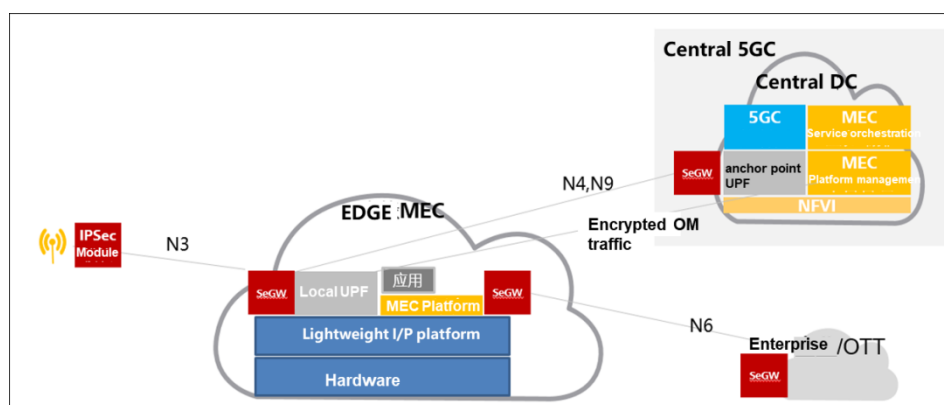 Central 5GC
Central DC
5GC
MEC
Service orchestration
SeGW
anchor point
UPF
MEC
Platform managemen
NFVI
N4,N9
EDGE MEC
Encrypted OM
traffic
IPSec
Module
N3
SeGW
Local UPF
应用
MEC Platform
SeGW
Lightweight I/P platform
N6
Enterprise /OTT
SeGW
Hardware